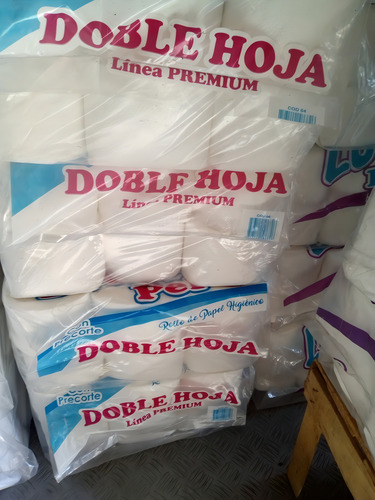 DOBLE HOJA
Línea PREMIUM
DOBLE HOJA
Línea PREMIUM
Rollo de Papel Higiénico
Con
Precorte
DOBLE HOJA
Con
Precorte
DOBLE HOJA
Línea PREMIUM